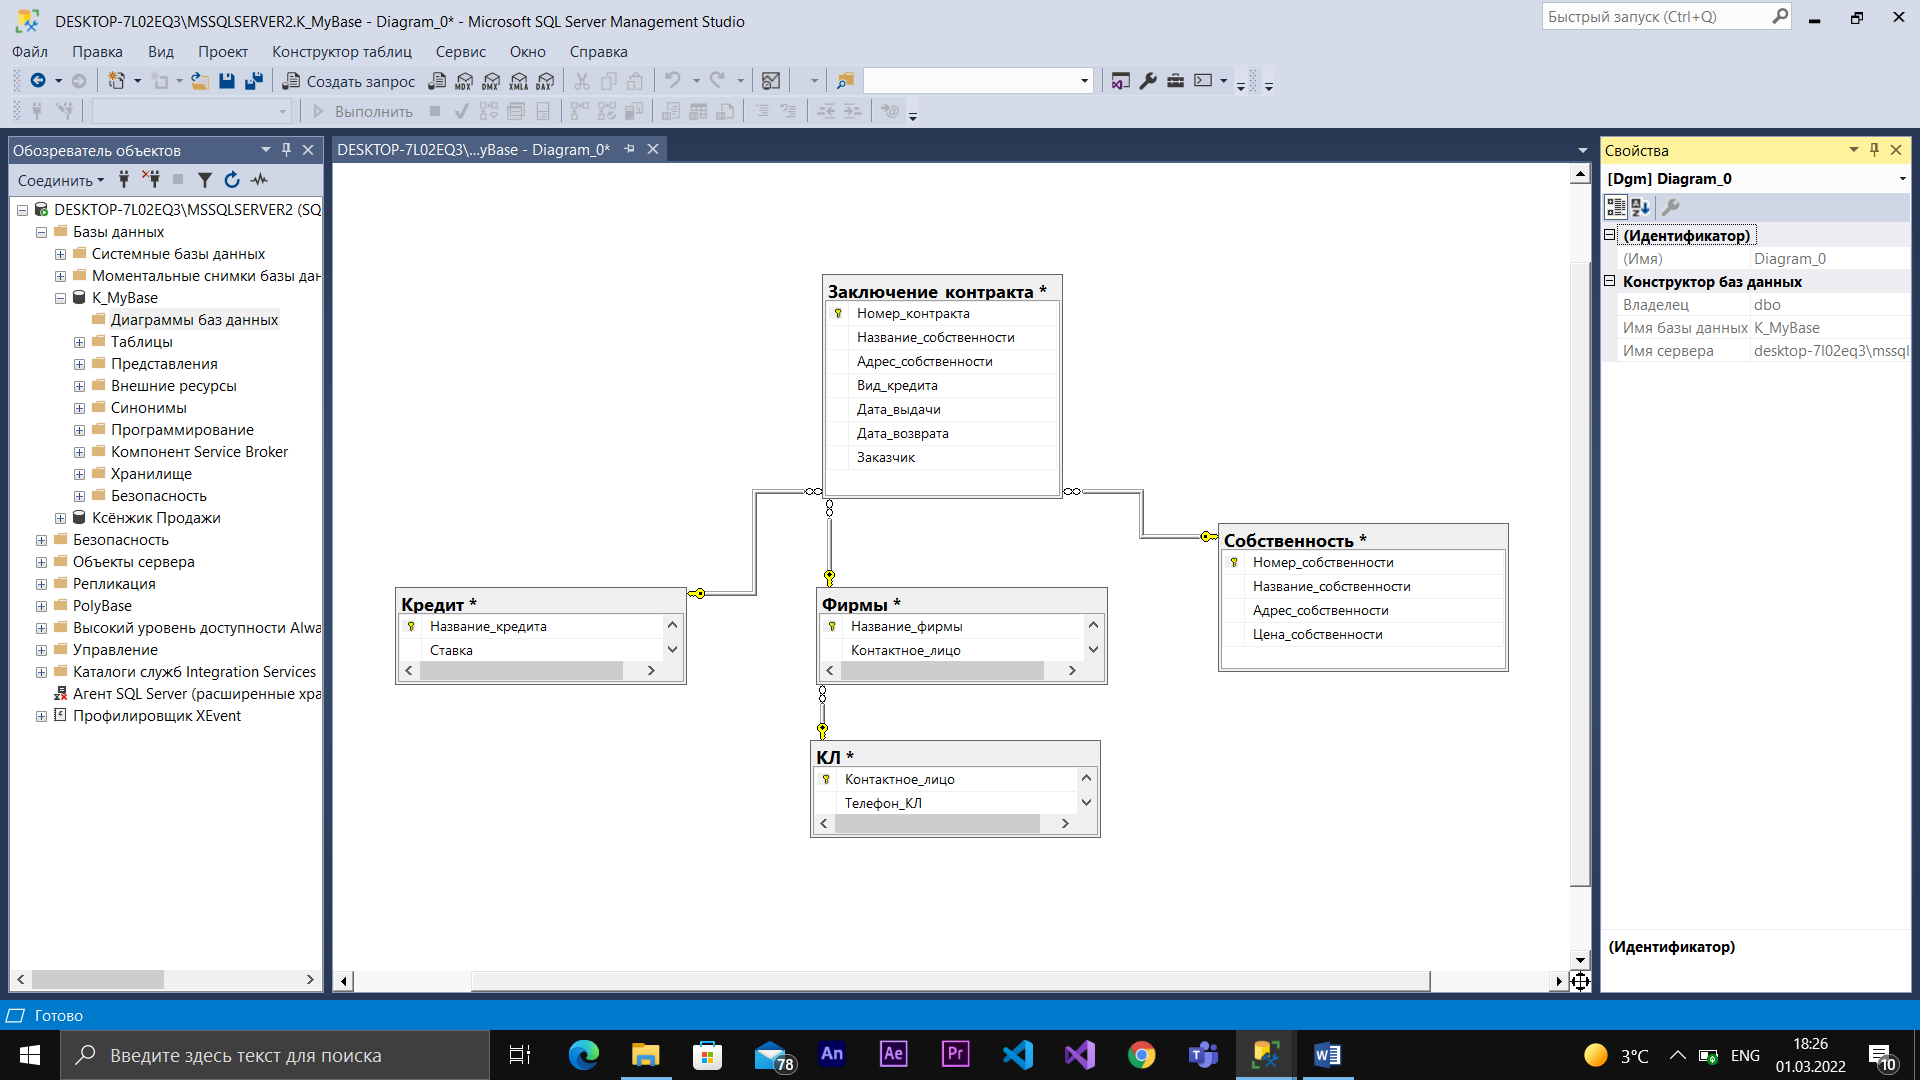 DESKTOP-7L02EQ3\MSSQLSERVER2.K_MyBase - Diagram_0* - Microsoft SQL Server Management Studio
Быстрый запуск (Ctrl+Q)
Файл Правка Вид Проект Конструктор таблиц Сервис Окно Справка
Создать запрос MDX DMX XMLA DAX
Выполнить
Обозреватель объектов
Соединить
DESKTOP-7L02EQ3\MSSQLSERVER2 (SQ
Базы данных
Системные базы данных
Моментальные снимки базы дан
K_MyBase
Диаграммы баз данных
Таблицы
Представления
Внешние ресурсы
Синонимы
Программирование
Компонент Service Broker
Хранилище
Безопасность
Ксёнжик Продажи
Безопасность
Объекты сервера
Репликация
PolyBase
Высокий уровень доступности Alwa
Управление
Каталоги служб Integration Services
Агент SQL Server (расширенные хра
Профилировщик XEvent
DESKTOP-7L02EQ3\...yBase - Diagram_0*
Заключение_контракта *
Номер_контракта
Название_собственности
Адрес_собственности
Вид_кредита
Дата_выдачи
Дата_возврата
Заказчик
Собственность *
Номер_собственности
Название_собственности
Адрес_собственности
Цена_собственности
Кредит *
Название_кредита
Ставка
Фирмы *
Название_фирмы
Контактное_лицо
КЛ *
Контактное_лицо
Телефон_КЛ
Свойства
[Dgm] Diagram_0
(Идентификатор)
(Имя) Diagram_0
Конструктор баз данных
Владелец dbo
Имя базы данных K_MyBase
Имя сервера desktop-7l02eq3\mssql
(Идентификатор)
Готово
Введите здесь текст для поиска
78
An
Ae
Pr
3°C
ENG
18:26
01.03.2022
10